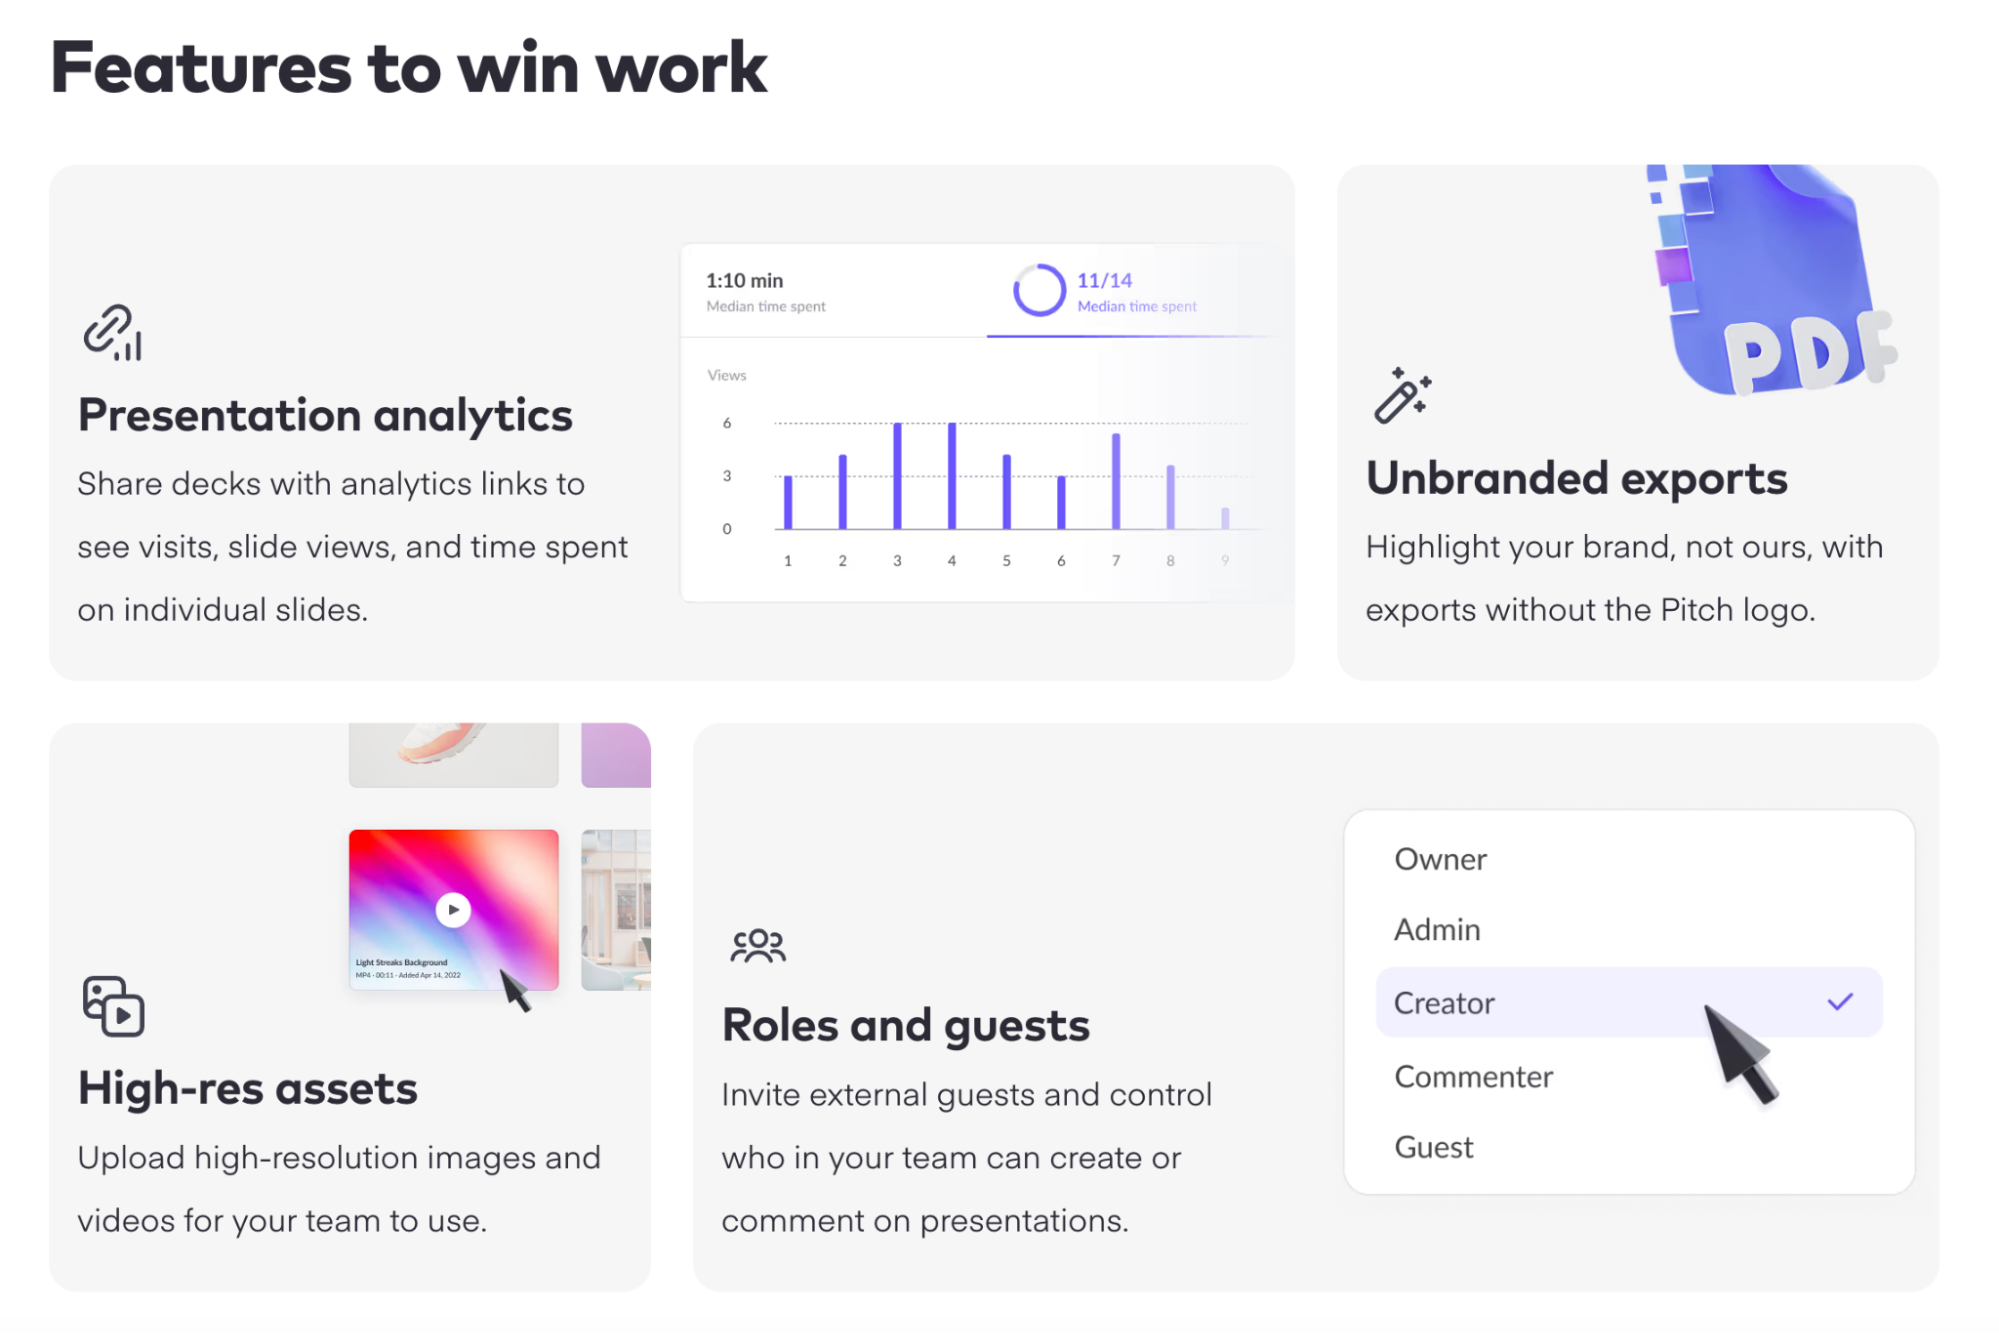 Features to win work
Presentation analytics
Share decks with analytics links to
see visits, slide views, and time spent
on individual slides.
1:10 min
Median time spent
11/14
Median time spent
Views
6
3
0
1 2 3 4 5 6 7 8 9
PDF
Unbranded exports
Highlight your brand, not ours, with
exports without the Pitch logo.
Light Streaks Background
MP4 · 00:11 · Added Apr 14, 2022
High-res assets
Upload high-resolution images and
videos for your team to use.
Roles and guests
Invite external guests and control
who in your team can create or
comment on presentations.
Owner
Admin
Creator
Commenter
Guest